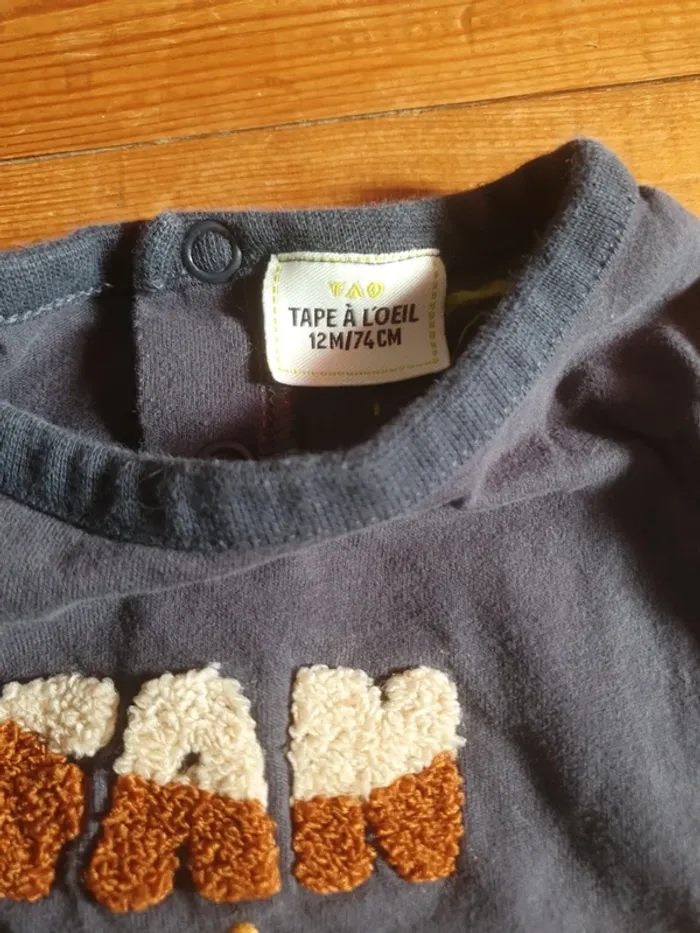 TAO
TAPE À L'OEIL
12M/74CM